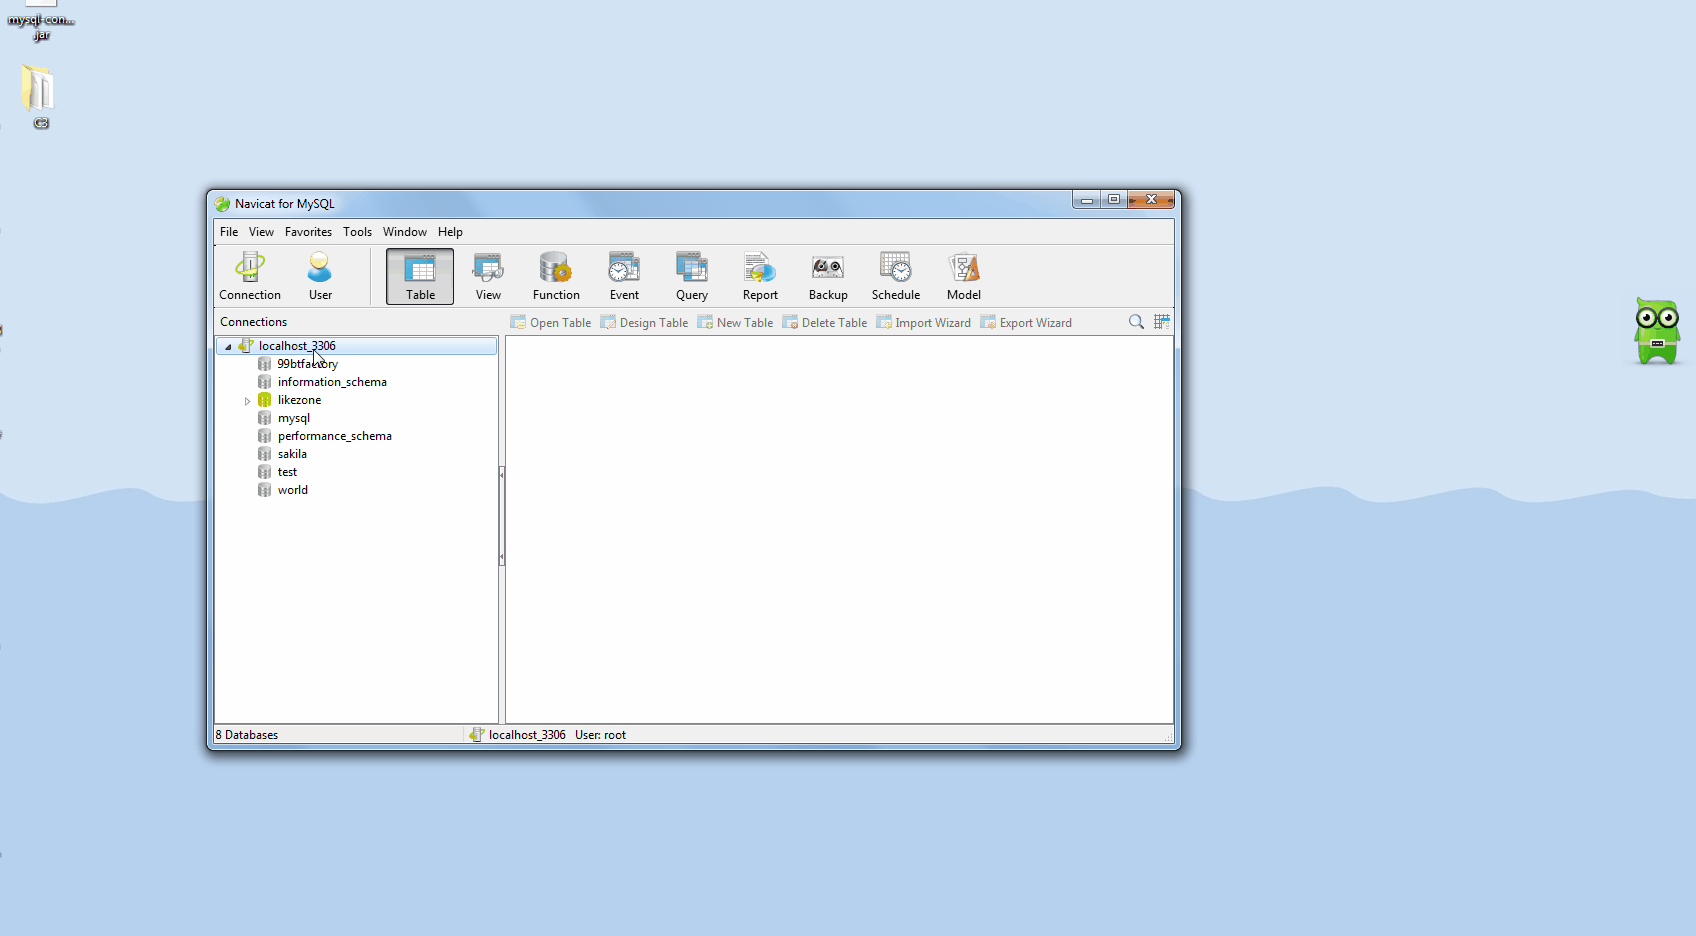 mysql-con...
.jar
C3
Navicat for MySQL
File View Favorites Tools Window Help
Connection User Table View Function Event Query Report Backup Schedule Model
Connections
Open Table Design Table New Table Delete Table Import Wizard Export Wizard
localhost_3306
99btfactory
information_schema
likezone
mysql
performance_schema
sakila
test
world
8 Databases localhost_3306 User: root